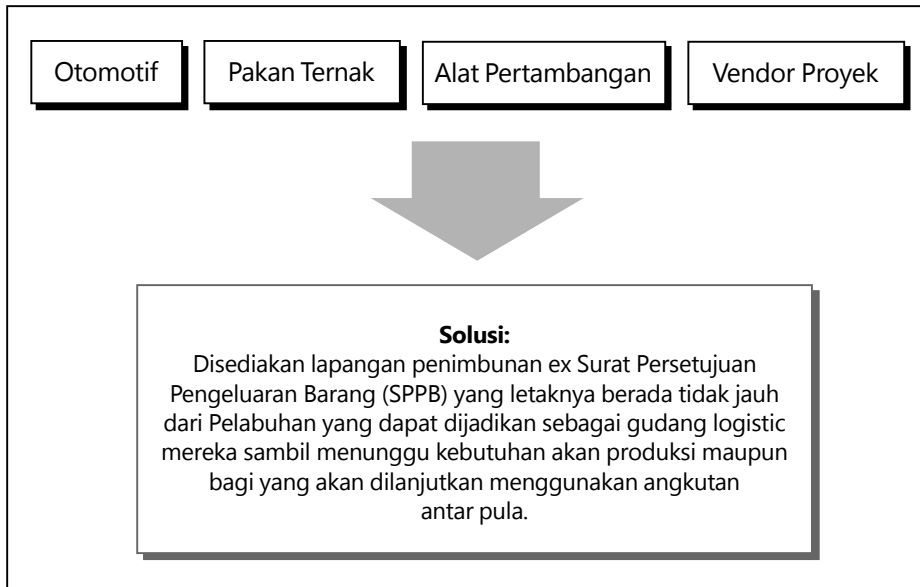 Otomotif
Pakan Ternak
Alat Pertambangan
Vendor Proyek
Solusi:
Disediakan lapangan penimbunan ex Surat Persetujuan
Pengeluaran Barang (SPPB) yang letaknya berada tidak jauh
dari Pelabuhan yang dapat dijadikan sebagai gudang logistic
mereka sambil menunggu kebutuhan akan produksi maupun
bagi yang akan dilanjutkan menggunakan angkutan
antar pula.